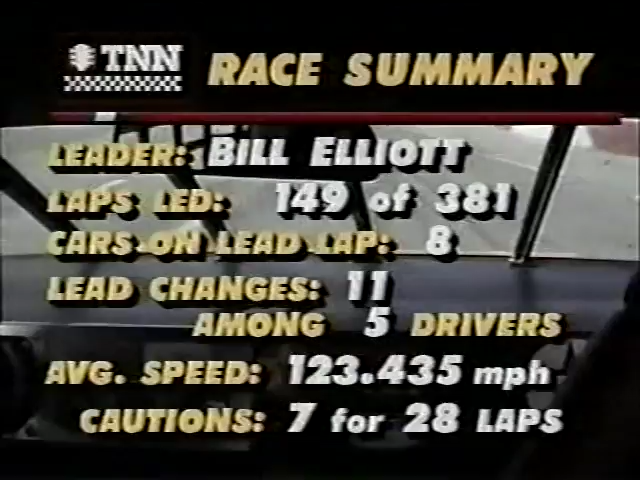 TNN RACE SUMMARY
LEADER: BILL ELLIOTT
LAPS LED: 149 of 381
CARS ON LEAD LAP: 8
LEAD CHANGES: 11
AMONG 5 DRIVERS
AVG. SPEED: 123.435 mph
CAUTIONS: 7 for 28 LAPS